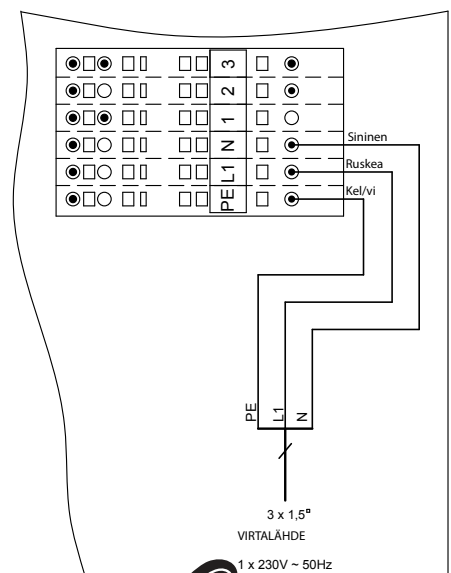 3
2
1
N
Sininen
L1
Ruskea
PE
Kel/vi
PE
L1
N
3 x 1,5▫
VIRTALÄHDE
1 x 230V ~ 50Hz